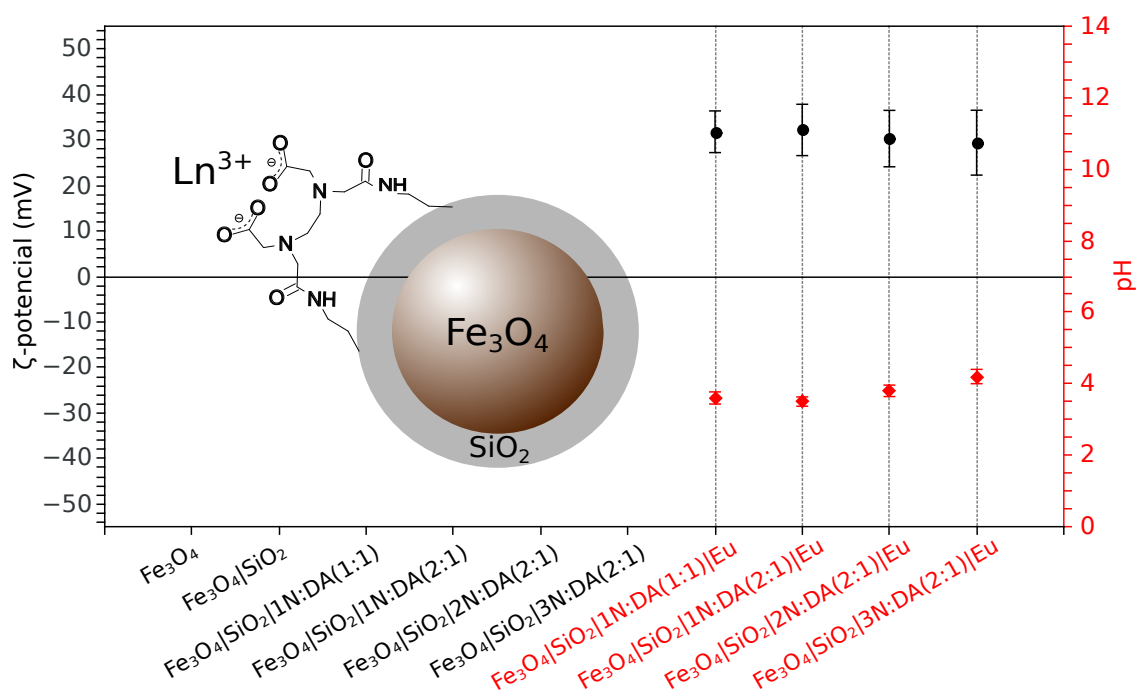 ζ-potencial (mV)
50
40
30
20
10
0
−10
−20
−30
−40
−50
Ln³⁺
O
⊖
O
N
O
NH
O
⊖
O
N
O
NH
Fe₃O₄
SiO₂
14
12
10
8
6
4
2
0
pH
Fe₃O₄
Fe₃O₄|SiO₂
Fe₃O₄|SiO₂|1N:DA(1:1)
Fe₃O₄|SiO₂|1N:DA(2:1)
Fe₃O₄|SiO₂|2N:DA(2:1)
Fe₃O₄|SiO₂|3N:DA(2:1)
Fe₃O₄|SiO₂|1N:DA(1:1)|Eu
Fe₃O₄|SiO₂|1N:DA(2:1)|Eu
Fe₃O₄|SiO₂|2N:DA(2:1)|Eu
Fe₃O₄|SiO₂|3N:DA(2:1)|Eu